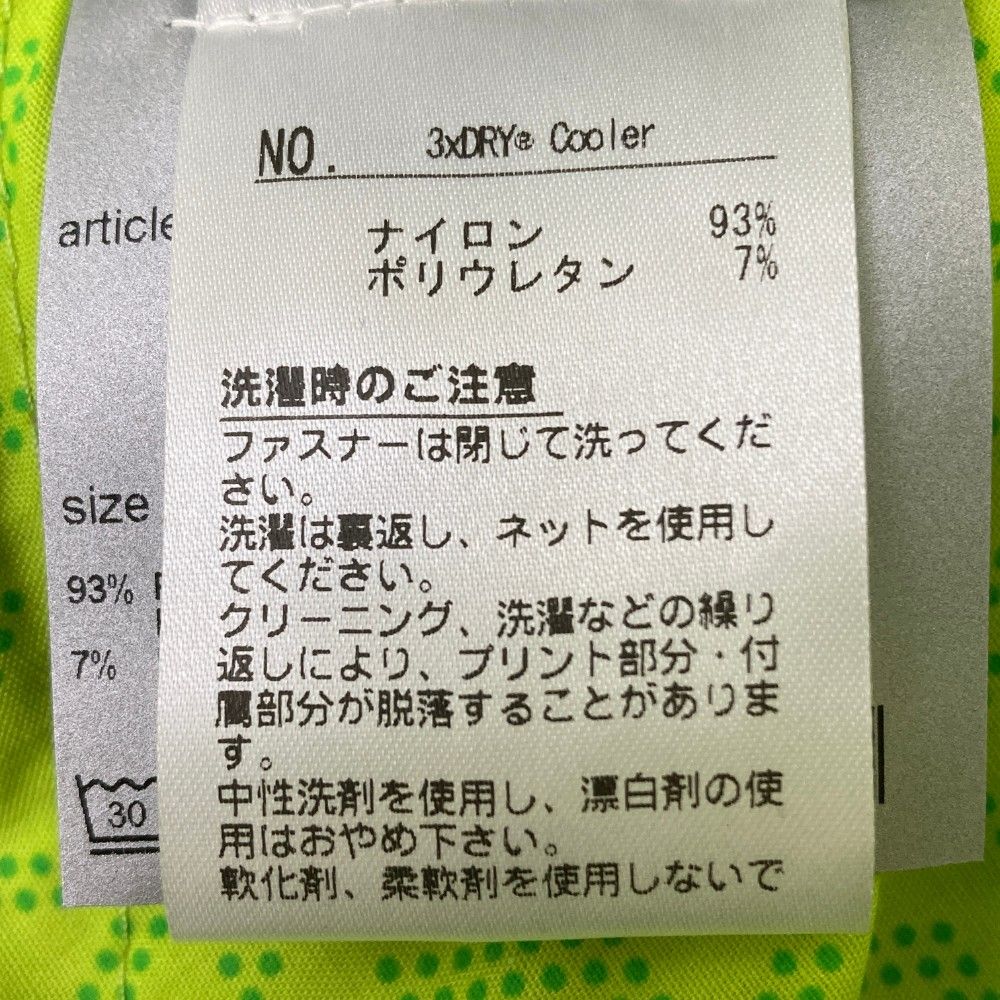 NO. 3xDRY® Cooler
ナイロン 93%
ポリウレタン 7%
洗濯時のご注意
ファスナーは閉じて洗ってくだ
さい。
洗濯は裏返し、ネットを使用し
てください。
クリーニング、洗濯などの繰り
返しにより、プリント部分・付
属部分が脱落することがありま
す。
中性洗剤を使用し、漂白剤の使
用はおやめ下さい。
軟化剤、柔軟剤を使用しないで
article
size
93%
7%
30